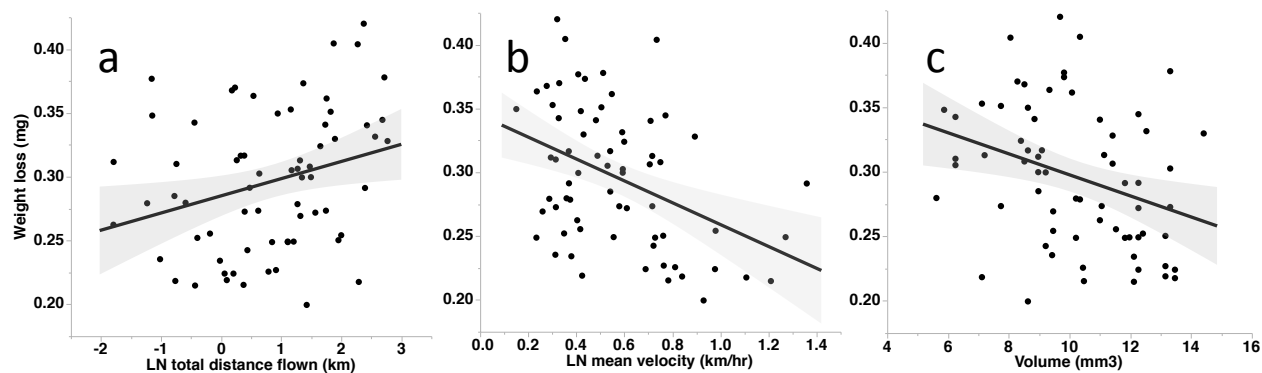 a
b
c
Weight loss (mg)
0.40
0.35
0.30
0.25
0.20
-2 -1 0 1 2 3
LN total distance flown (km)
0.40
0.35
0.30
0.25
0.20
0.0 0.2 0.4 0.6 0.8 1.0 1.2 1.4
LN mean velocity (km/hr)
0.40
0.35
0.30
0.25
0.20
4 6 8 10 12 14 16
Volume (mm3)